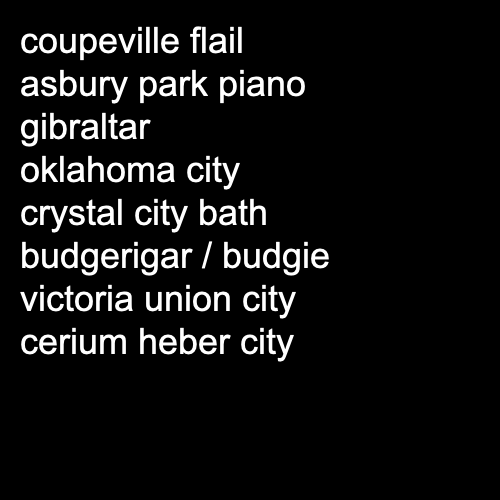 coupeville flail
asbury park piano
gibraltar
oklahoma city
crystal city bath
budgerigar / budgie
victoria union city
cerium heber city